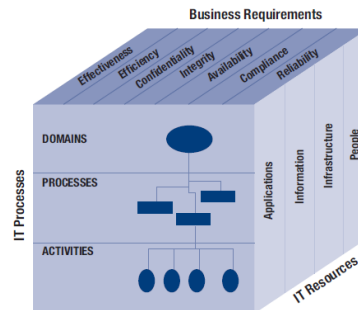 Business Requirements
Effectiveness
Efficiency
Confidentiality
Integrity
Availability
Compliance
Reliability
IT Processes
DOMAINS
PROCESSES
ACTIVITIES
Applications
Information
Infrastructure
People
IT Resources